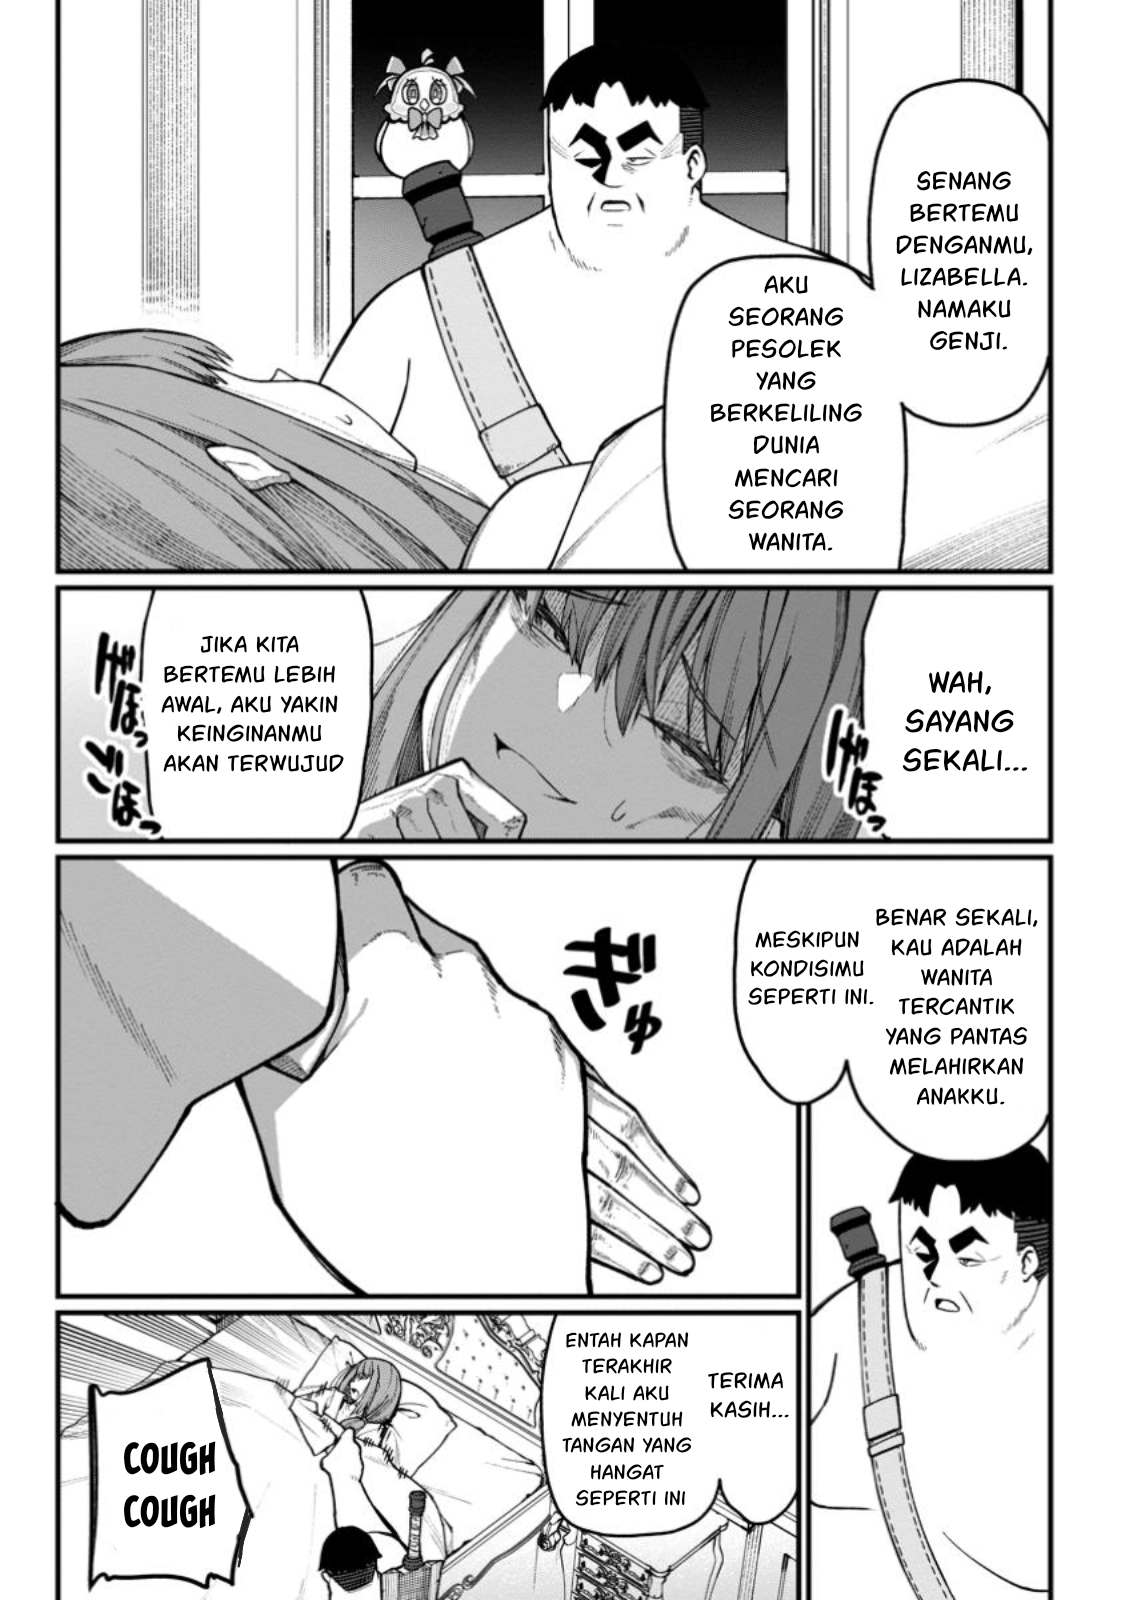 SENANG
BERTEMU
DENGANMU,
LIZABELLA.
NAMAKU
GENJI.
AKU
SEORANG
PESOLEK
YANG
BERKELILING
DUNIA
MENCARI
SEORANG
WANITA.
WAH,
SAYANG
SEKALI...
げほっ
JIKA KITA
BERTEMU LEBIH
AWAL, AKU YAKIN
KEINGINANMU
AKAN TERWUJUD
げほっ
ごほっ
BENAR SEKALI,
KAU ADALAH
WANITA
TERCANTIK
YANG PANTAS
MELAHIRKAN
ANAKKU.
MESKIPUN
KONDISIMU
SEPERTI INI.
ぎゅ
TERIMA
KASIH...
ENTAH KAPAN
TERAKHIR
KALI AKU
MENYENTUH
TANGAN YANG
HANGAT
SEPERTI INI
COUGH
COUGH